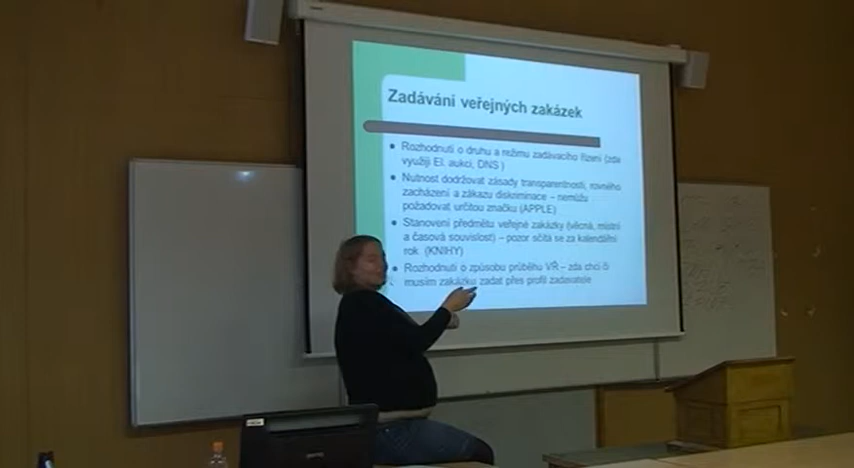 Zadávání veřejných zakázek
Rozhodnutí o druhu a režimu zadávacího řízení (zda
využiji El. aukci, DNS )
Nutnost dodržovat zásady transparentnosti, rovného
zacházení a zákazu diskriminace – nemůžu
požadovat určitou značku (APPLE)
Stanovení předmětu veřejné zakázky (věcná, místní
a časová souvislost) – pozor sčítá se za kalendářní
rok (KNIHY)
Rozhodnutí o způsobu průběhu VŘ – zda chci či
musím zakázku zadat přes profil zadavatele